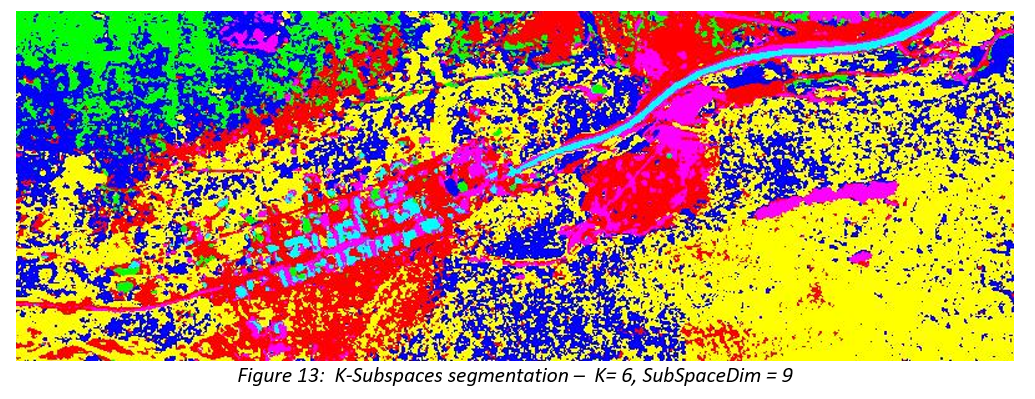 Figure 13:  K-Subspaces segmentation –  K= 6, SubSpaceDim = 9